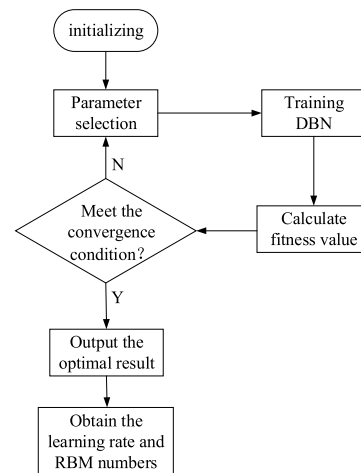 initializing
Parameter
selection
Training
DBN
Calculate
fitness value
Meet the
convergence
condition?
N
Y
Output the
optimal result
Obtain the
learning rate and
RBM numbers